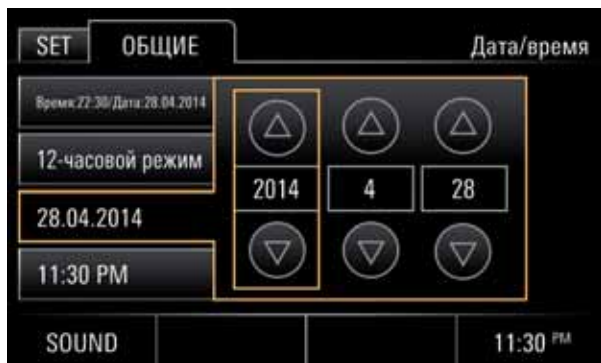 SET ОБЩИЕ Дата/время
Время:22:30/Дата:28.04.2014
12-часовой режим
2014 4 28
28.04.2014
11:30 PM
SOUND 11:30 PM